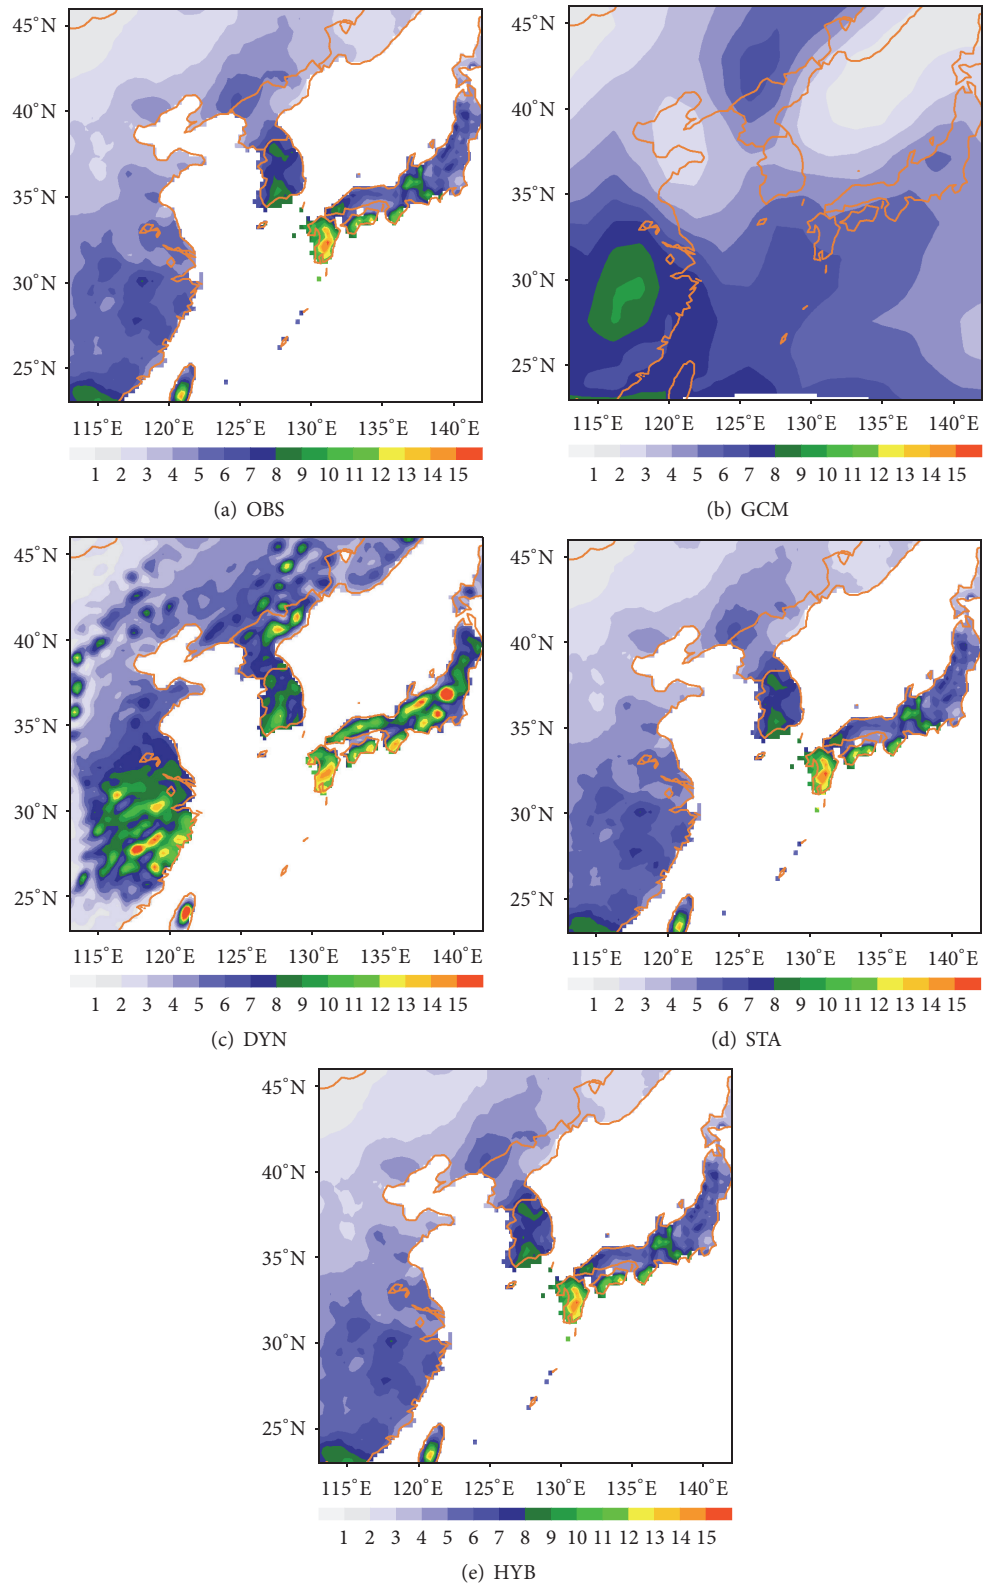 45°N
40°N
35°N
30°N
25°N
115°E 120°E 125°E 130°E 135°E 140°E
1 2 3 4 5 6 7 8 9 10 11 12 13 14 15
(a) OBS
45°N
40°N
35°N
30°N
25°N
115°E 120°E 125°E 130°E 135°E 140°E
1 2 3 4 5 6 7 8 9 10 11 12 13 14 15
(b) GCM
45°N
40°N
35°N
30°N
25°N
115°E 120°E 125°E 130°E 135°E 140°E
1 2 3 4 5 6 7 8 9 10 11 12 13 14 15
(c) DYN
45°N
40°N
35°N
30°N
25°N
115°E 120°E 125°E 130°E 135°E 140°E
1 2 3 4 5 6 7 8 9 10 11 12 13 14 15
(d) STA
45°N
40°N
35°N
30°N
25°N
115°E 120°E 125°E 130°E 135°E 140°E
1 2 3 4 5 6 7 8 9 10 11 12 13 14 15
(e) HYB